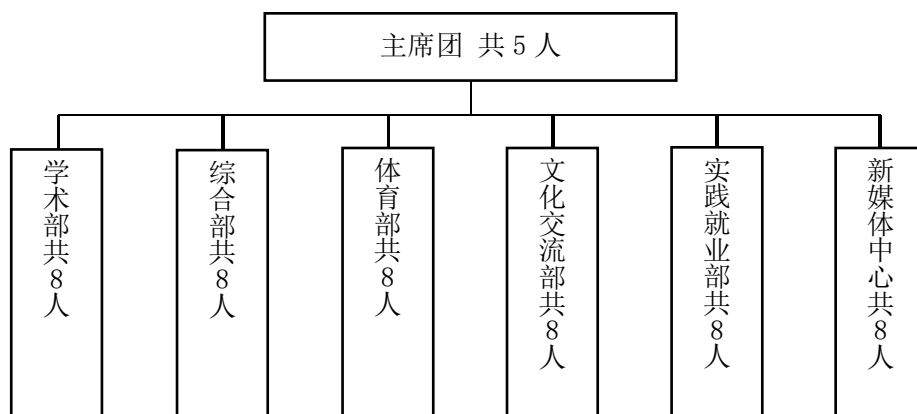 主席团 共 5 人
学术部共8人
综合部共8人
体育部共8人
文化交流部共8人
实践就业部共8人
新媒体中心共8人